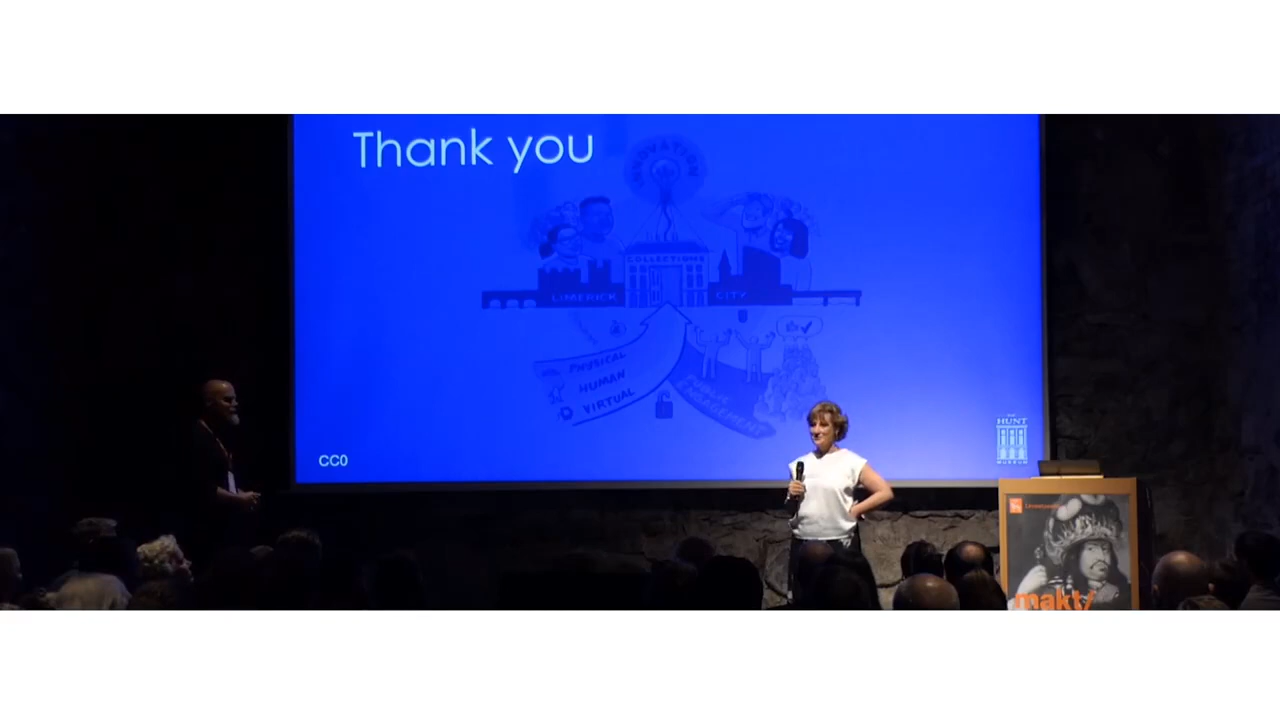 Thank you
INNOVATION
COLLECTIONS
LIMERICK CITY
PHYSICAL
HUMAN
VIRTUAL
PUBLIC
ENGAGEMENT
CC0
THE
HUNT
MUSEUM
makt/